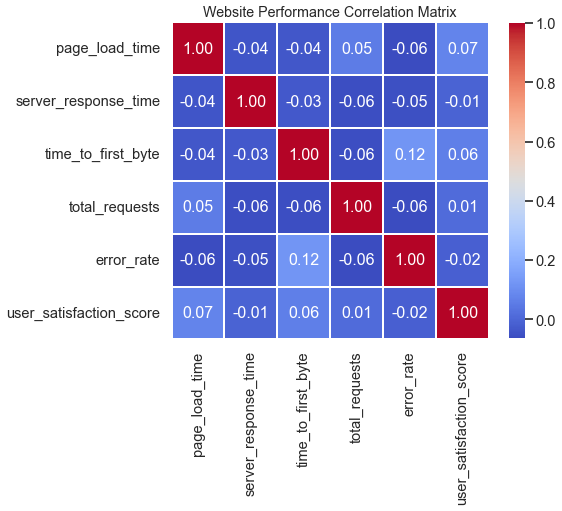 Website Performance Correlation Matrix
page_load_time 1.00 -0.04 -0.04 0.05 -0.06 0.07
server_response_time -0.04 1.00 -0.03 -0.06 -0.05 -0.01
time_to_first_byte -0.04 -0.03 1.00 -0.06 0.12 0.06
total_requests 0.05 -0.06 -0.06 1.00 -0.06 0.01
error_rate -0.06 -0.05 0.12 -0.06 1.00 -0.02
user_satisfaction_score 0.07 -0.01 0.06 0.01 -0.02 1.00
page_load_time
server_response_time
time_to_first_byte
total_requests
error_rate
user_satisfaction_score
1.0
0.8
0.6
0.4
0.2
0.0